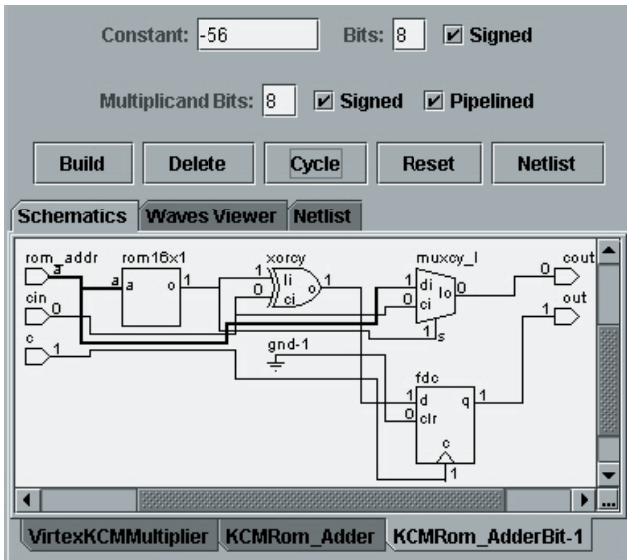 Constant: -56 Bits: 8 Signed
Multiplicand Bits: 8 Signed Pipelined
Build Delete Cycle Reset Netlist
Schematics Waves Viewer Netlist
rom_addr rom16x1 xorcy muxcy_l cout
a a a o 1 1 li o 1 1 di lo 0 0
cin 0 0 ci 0 ci out
0 1 s 1
c 1 gnd-1
fdc
1 d q 1
0 clr
c
1
...
VirtexKCMMultiplier KCMRom_Adder KCMRom_AdderBit-1